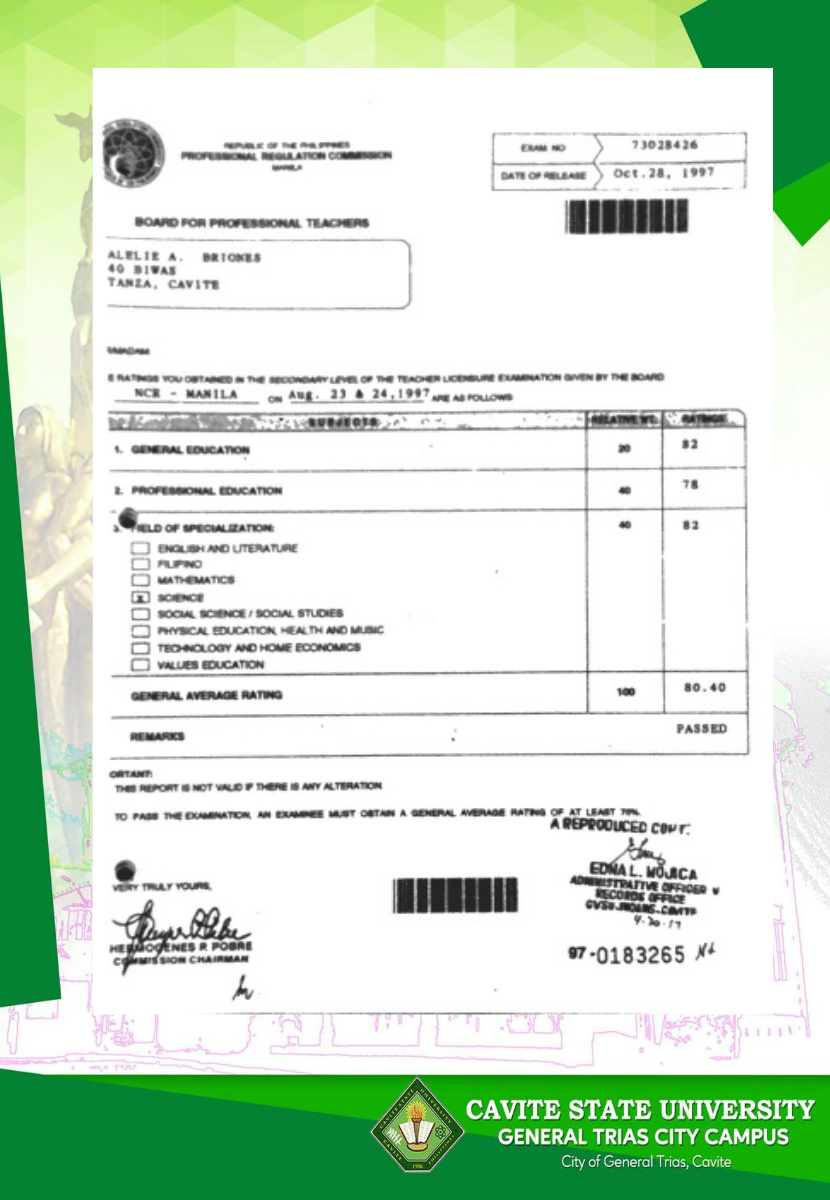 REPUBLIC OF THE PHILIPPINES
PROFESSIONAL REGULATION COMMISSION
MANILA
EXAM NO 73028426
DATE OF RELEASE Oct.28, 1997
BOARD FOR PROFESSIONAL TEACHERS
ALELIE A. BRIONES
40 BIWAS
TANZA, CAVITE
/MADAM:
E RATINGS YOU OBTAINED IN THE SECONDARY LEVEL OF THE TEACHER LICENSURE EXAMINATION GIVEN BY THE BOARD
NCR - MANILA ON Aug. 23 & 24,1997 ARE AS FOLLOWS
SUBJECTS RELATIVE WT. RATINGS
1. GENERAL EDUCATION 20 82
2. PROFESSIONAL EDUCATION 40 78
3. FIELD OF SPECIALIZATION: 40 82
ENGLISH AND LITERATURE
FILIPINO
MATHEMATICS
x SCIENCE
SOCIAL SCIENCE / SOCIAL STUDIES
PHYSICAL EDUCATION, HEALTH AND MUSIC
TECHNOLOGY AND HOME ECONOMICS
VALUES EDUCATION
GENERAL AVERAGE RATING 100 80.40
REMARKS PASSED
ORTANT:
THIS REPORT IS NOT VALID IF THERE IS ANY ALTERATION
TO PASS THE EXAMINATION, AN EXAMINEE MUST OBTAIN A GENERAL AVERAGE RATING OF AT LEAST
A REPRODUCED COPY:
EDNA L. MOJICA
ADMINISTRATIVE OFFICER V
RECORDS OFFICE
CVSU-INDANG-CAVITE
VERY TRULY YOURS,
HERMOGENES P. POBRE
COMMISSION CHAIRMAN
97-0183265
CAVITE STATE UNIVERSITY
GENERAL TRIAS CITY CAMPUS
City of General Trias, Cavite
CAVITE STATE UNIVERSITY
CAVITE PHILIPPINES
1906